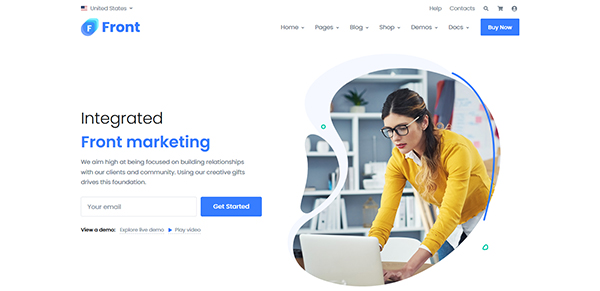 United States
Help Contacts
Front
Home Pages Blog Shop Demos Docs Buy Now
Integrated
Front marketing
We aim high at being focused on building relationships
with our clients and community. Using our creative gifts
drives this foundation.
Your email Get Started
View a demo: Explore live demo Play video